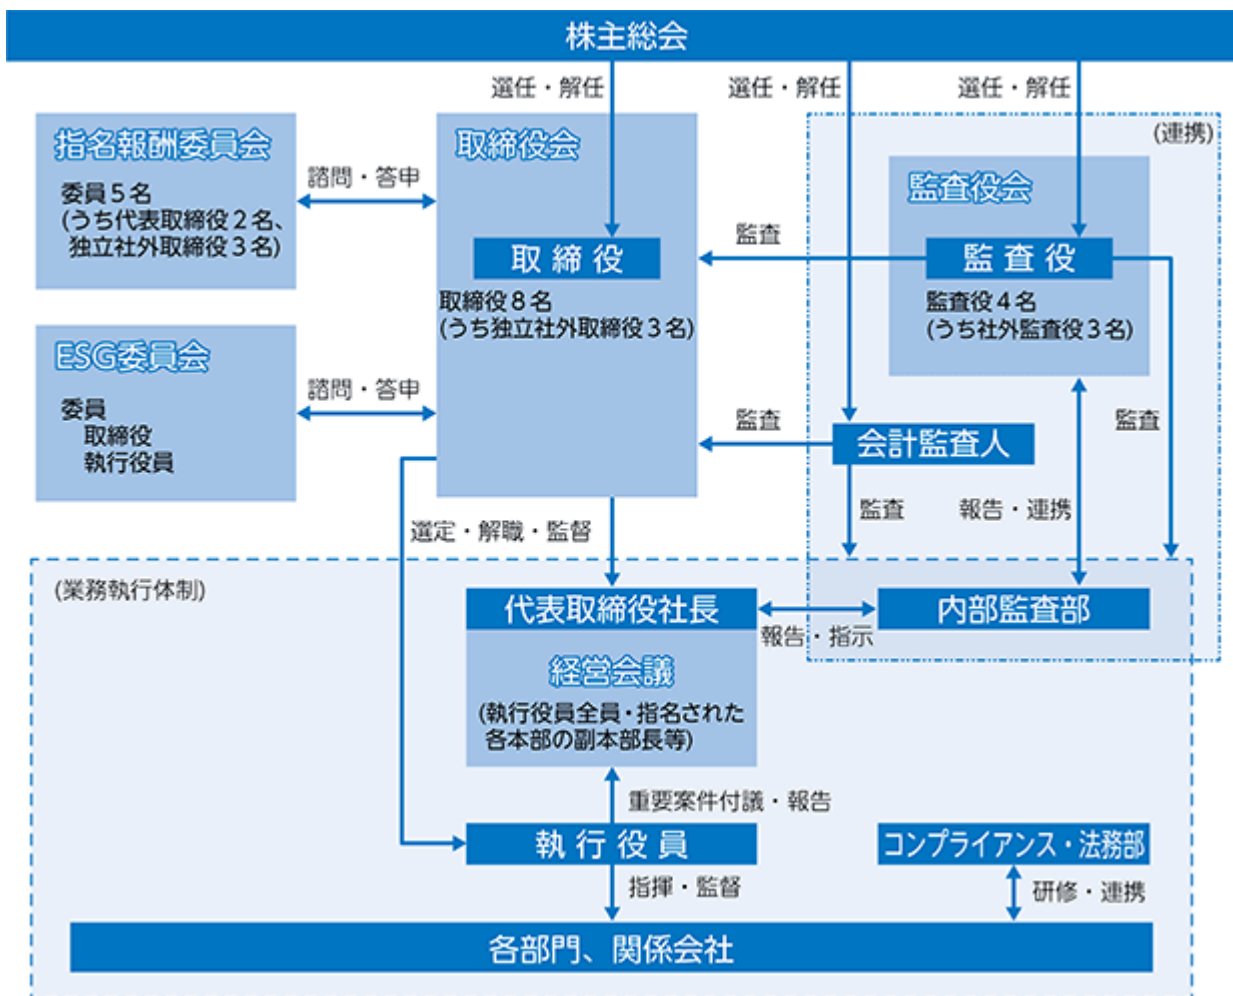 株主総会
選任・解任
選任・解任
選任・解任
指名報酬委員会
委員5名
(うち代表取締役2名、
独立社外取締役3名)
諮問・答申
取締役会
取締役
取締役8名
(うち独立社外取締役3名)
(連携)
監査役会
監査役
監査役4名
(うち社外監査役3名)
監査
ESG委員会
委員
取締役
執行役員
諮問・答申
監査
会計監査人
監査
選定・解職・監督
監査
報告・連携
(業務執行体制)
代表取締役社長
報告・指示
内部監査部
経営会議
(執行役員全員・指名された
各本部の副本部長等)
重要案件付議・報告
執行役員
コンプライアンス・法務部
指揮・監督
研修・連携
各部門、関係会社